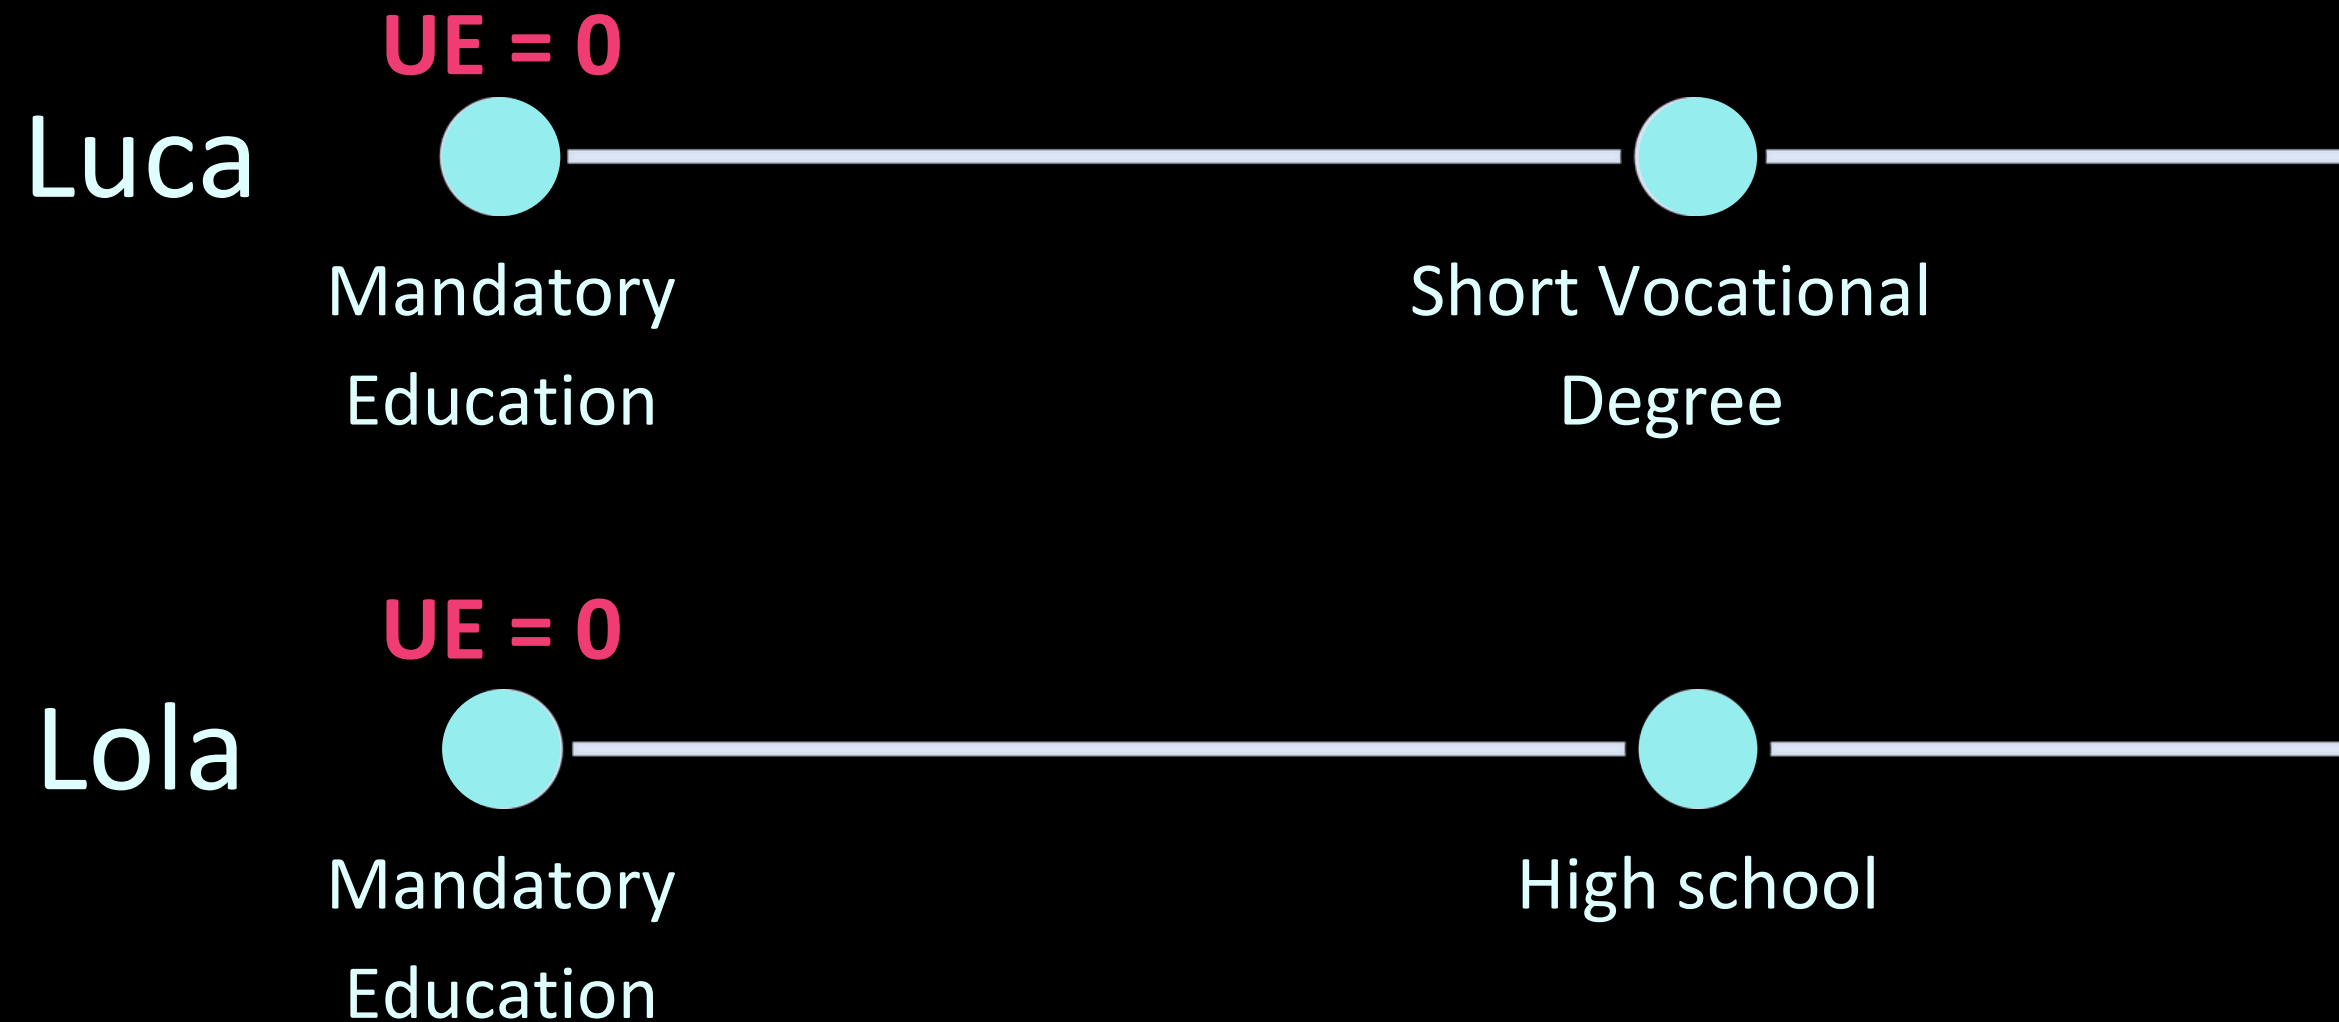 UE = 0
Luca
Mandatory
Education
Short Vocational
Degree
UE = 0
Lola
Mandatory
Education
High school